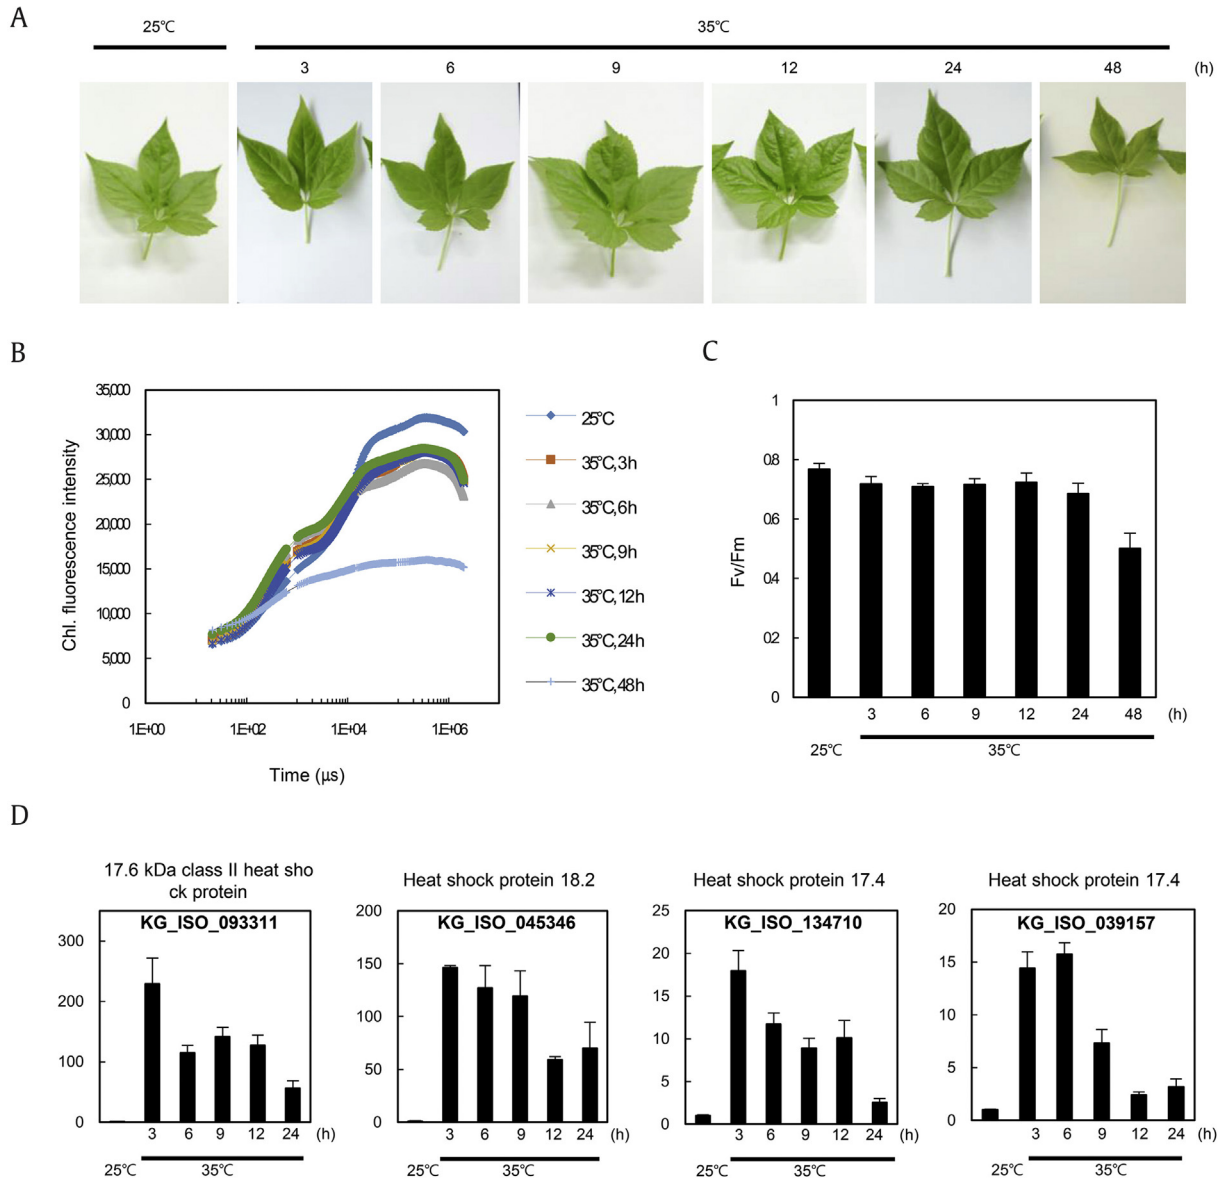 A
25℃
35℃
3 6 9 12 24 48 (h)
B
C
Chl. fluorescence intensity
35,000
30,000
25,000
20,000
15,000
10,000
5,000
0
1.E+00 1.E+02 1.E+04 1.E+06
Time (µs)
25°C
35°C,3h
35°C,6h
35°C,9h
35°C,12h
35°C,24h
35°C,48h
Fv/Fm
1
0.8
0.6
0.4
0.2
0
3 6 9 12 24 48 (h)
25℃ 35℃
D
17.6 kDa class II heat sho
ck protein
KG_ISO_093311
300
200
100
0
3 6 9 12 24 (h)
25℃ 35℃
Heat shock protein 18.2
KG_ISO_045346
200
150
100
50
0
3 6 9 12 24 (h)
25℃ 35℃
Heat shock protein 17.4
KG_ISO_134710
25
20
15
10
5
0
3 6 9 12 24 (h)
25℃ 35℃
Heat shock protein 17.4
KG_ISO_039157
20
15
10
5
0
3 6 9 12 24 (h)
25℃ 35℃